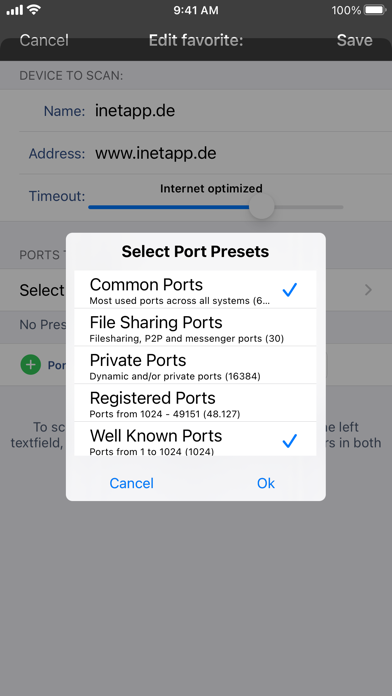 9:41 AM 100%
Cancel Edit favorite: Save
DEVICE TO SCAN:
Name: inetapp.de
Address: www.inetapp.de
Internet optimized
Timeout:
PORTS T
Select
No Pres
Por
To sc
e left
textfield,
rs in both
Select Port Presets
Common Ports
Most used ports across all systems (6...
File Sharing Ports
Filesharing, P2P and messenger ports (30)
Private Ports
Dynamic and/or private ports (16384)
Registered Ports
Ports from 1024 - 49151 (48.127)
Well Known Ports
Ports from 1 to 1024 (1024)
Cancel Ok